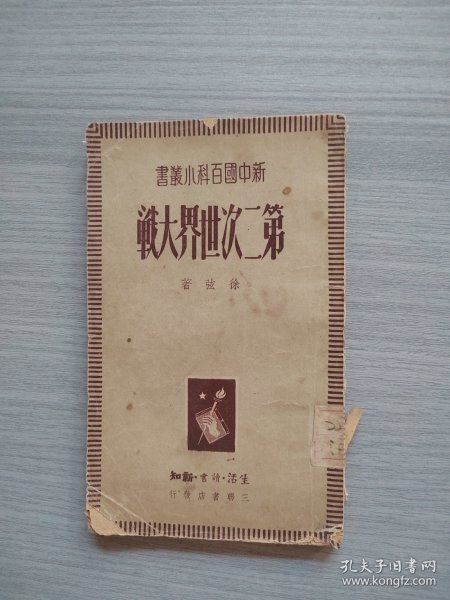 新中國百科小叢書
第二次世界大戰
徐弦著
生活·讀書·新知
三聯書店發行
孔夫子旧书网
www.kongfz.com